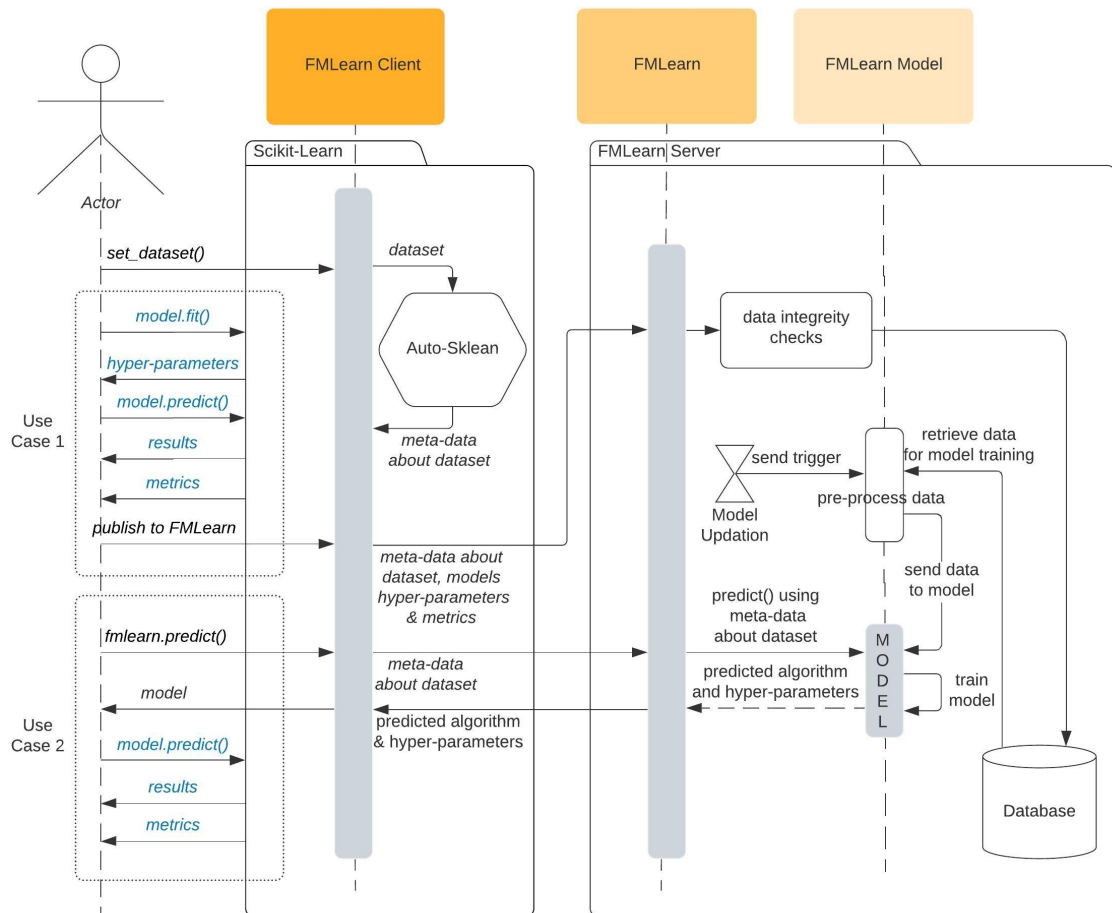 FMLearn Client
FMLearn
FMLearn Model
Actor
Scikit-Learn
FMLearn Server
set_dataset()
dataset
Auto-Sklean
meta-data
about dataset
Use
Case 1
model.fit()
hyper-parameters
model.predict()
results
metrics
publish to FMLearn
meta-data about
dataset, models
hyper-parameters
& metrics
data integreity
checks
retrieve data
for model training
send trigger
Model
Updation
pre-process data
send data
to model
Use
Case 2
fmlearn.predict()
meta-data
about dataset
predict() using
meta-data
about dataset
MODEL
train
model
predicted algorithm
and hyper-parameters
model
predicted algorithm
& hyper-parameters
model.predict()
results
metrics
Database